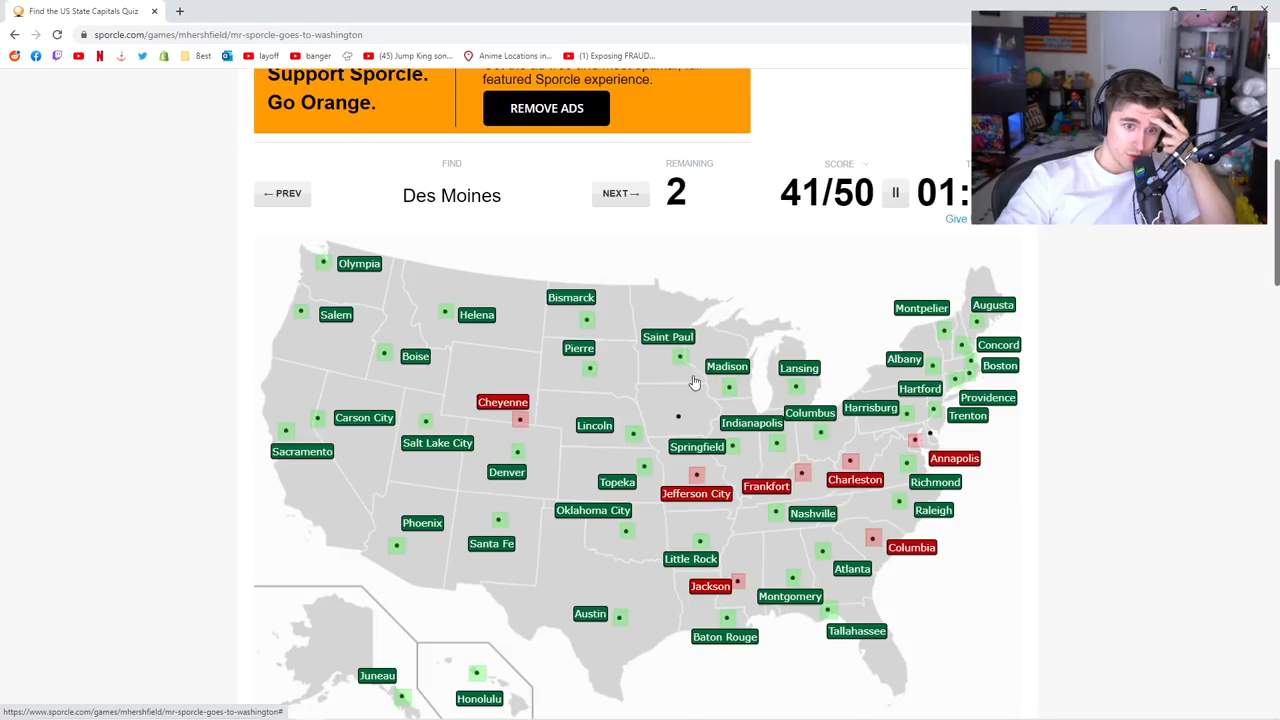 Find the US State Capitals Quiz
sporcle.com/games/mhershfield/mr-sporcle-goes-to-washington
Best
layoff
banger
(45) Jump King son...
Anime Locations in...
(1) Exposing FRAUD...
Support Sporcle.
Go Orange.
featured Sporcle experience.
REMOVE ADS
FIND
REMAINING
SCORE
← PREV
Des Moines
NEXT →
2
41/50
01:
Give
Olympia
Salem
Helena
Bismarck
Boise
Pierre
Saint Paul
Madison
Lansing
Montpelier
Augusta
Concord
Albany
Boston
Hartford
Providence
Cheyenne
Carson City
Lincoln
Indianapolis
Columbus
Harrisburg
Trenton
Sacramento
Salt Lake City
Springfield
Annapolis
Denver
Topeka
Jefferson City
Frankfort
Charleston
Richmond
Phoenix
Oklahoma City
Nashville
Raleigh
Santa Fe
Little Rock
Columbia
Atlanta
Jackson
Montgomery
Austin
Baton Rouge
Tallahassee
Juneau
Honolulu
https://www.sporcle.com/games/mhershfield/mr-sporcle-goes-to-washington#